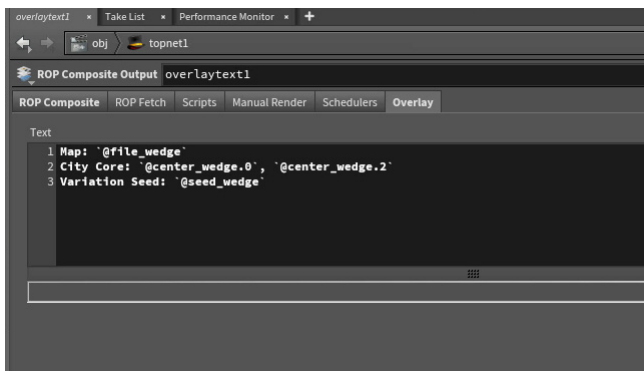 overlaytext1 × Take List × Performance Monitor × +
obj topnet1
ROP Composite Output overlaytext1
ROP Composite ROP Fetch Scripts Manual Render Schedulers Overlay
Text
1 Map: `@file_wedge`
2 City Core: `@center_wedge.0`, `@center_wedge.2`
3 Variation Seed: `@seed_wedge`